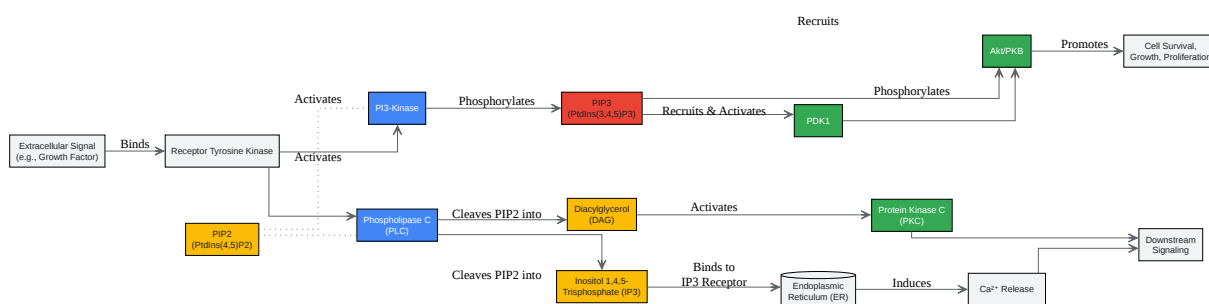 Recruits
Akt/PKB
Promotes
Cell Survival,
Growth, Proliferation
Activates
PI3-Kinase
Phosphorylates
PIP3
(PtdIns(3,4,5)P3)
Phosphorylates
Recruits & Activates
PDK1
Extracellular Signal
(e.g., Growth Factor)
Binds
Receptor Tyrosine Kinase
Activates
PIP2
(PtdIns(4,5)P2)
Phospholipase C
(PLC)
Cleaves PIP2 into
Diacylglycerol
(DAG)
Activates
Protein Kinase C
(PKC)
Downstream
Signaling
Cleaves PIP2 into
Inositol 1,4,5-
Trisphosphate (IP3)
Binds to
IP3 Receptor
Endoplasmic
Reticulum (ER)
Induces
Ca²⁺ Release